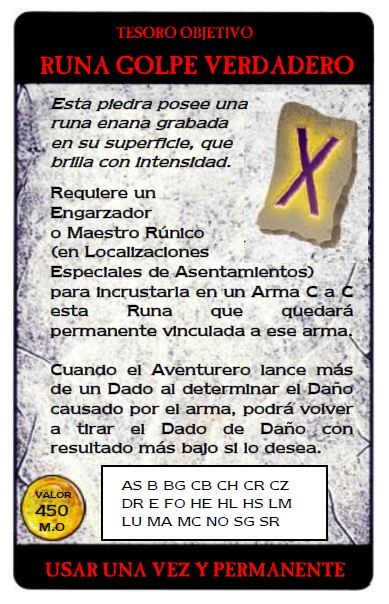 TESORO OBJETIVO
RUNA GOLPE VERDADERO
Esta piedra posee una
runa enana grabada
en su superficie, que
brilla con intensidad.
Requiere un
Engarzador
o Maestro Rúnico
(en Localizaciones
Especiales de Asentamientos)
para incrustarla en un Arma C a C
esta Runa que quedará
permanente vinculada a ese arma.
Cuando el Aventurero lance más
de un Dado al determinar el Daño
causado por el arma, podrá volver
a tirar el Dado de Daño con
resultado más bajo si lo desea.
VALOR
450
M.O
AS B BG CB CH CR CZ
DR E FO HE HL HS LM
LU MA MC NO SG SR
USAR UNA VEZ Y PERMANENTE